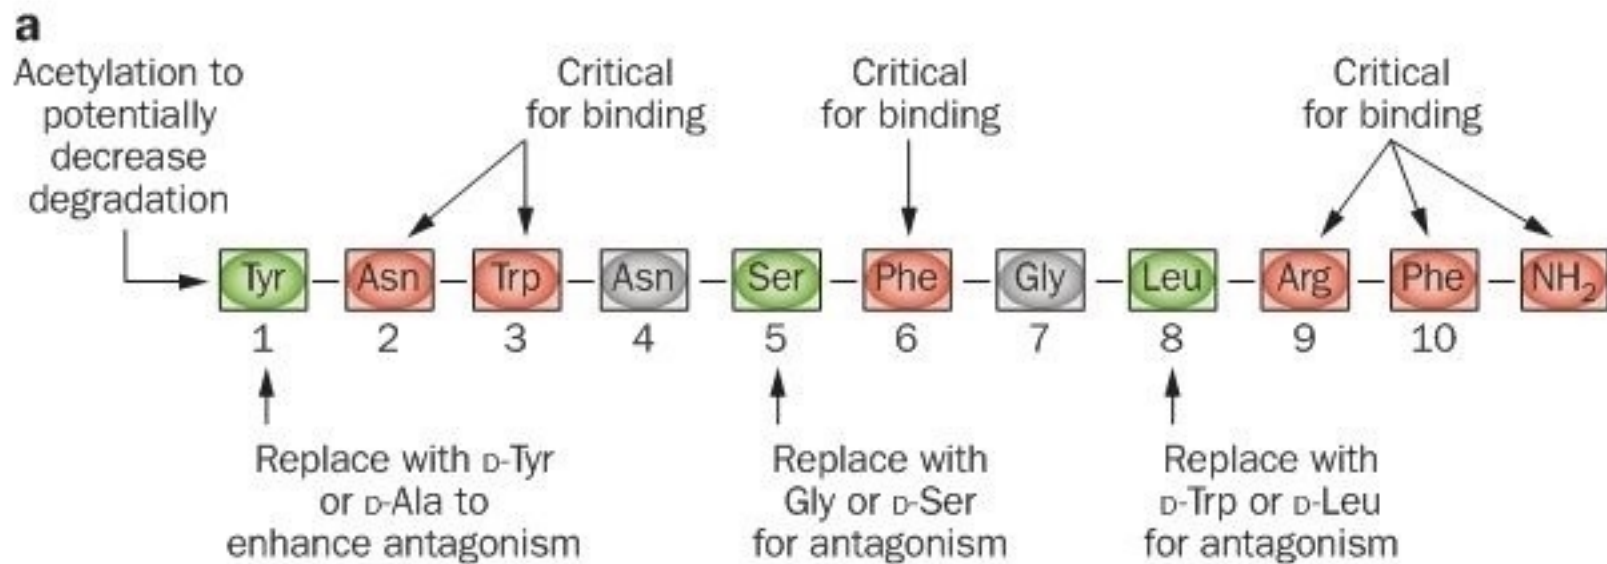 a
Acetylation to
potentially
decrease
degradation
Critical
for binding
Critical
for binding
Critical
for binding
Tyr – Asn – Trp – Asn – Ser – Phe – Gly – Leu – Arg – Phe – NH₂
1 2 3 4 5 6 7 8 9 10
Replace with D-Tyr
or D-Ala to
enhance antagonism
Replace with
Gly or D-Ser
for antagonism
Replace with
D-Trp or D-Leu
for antagonism